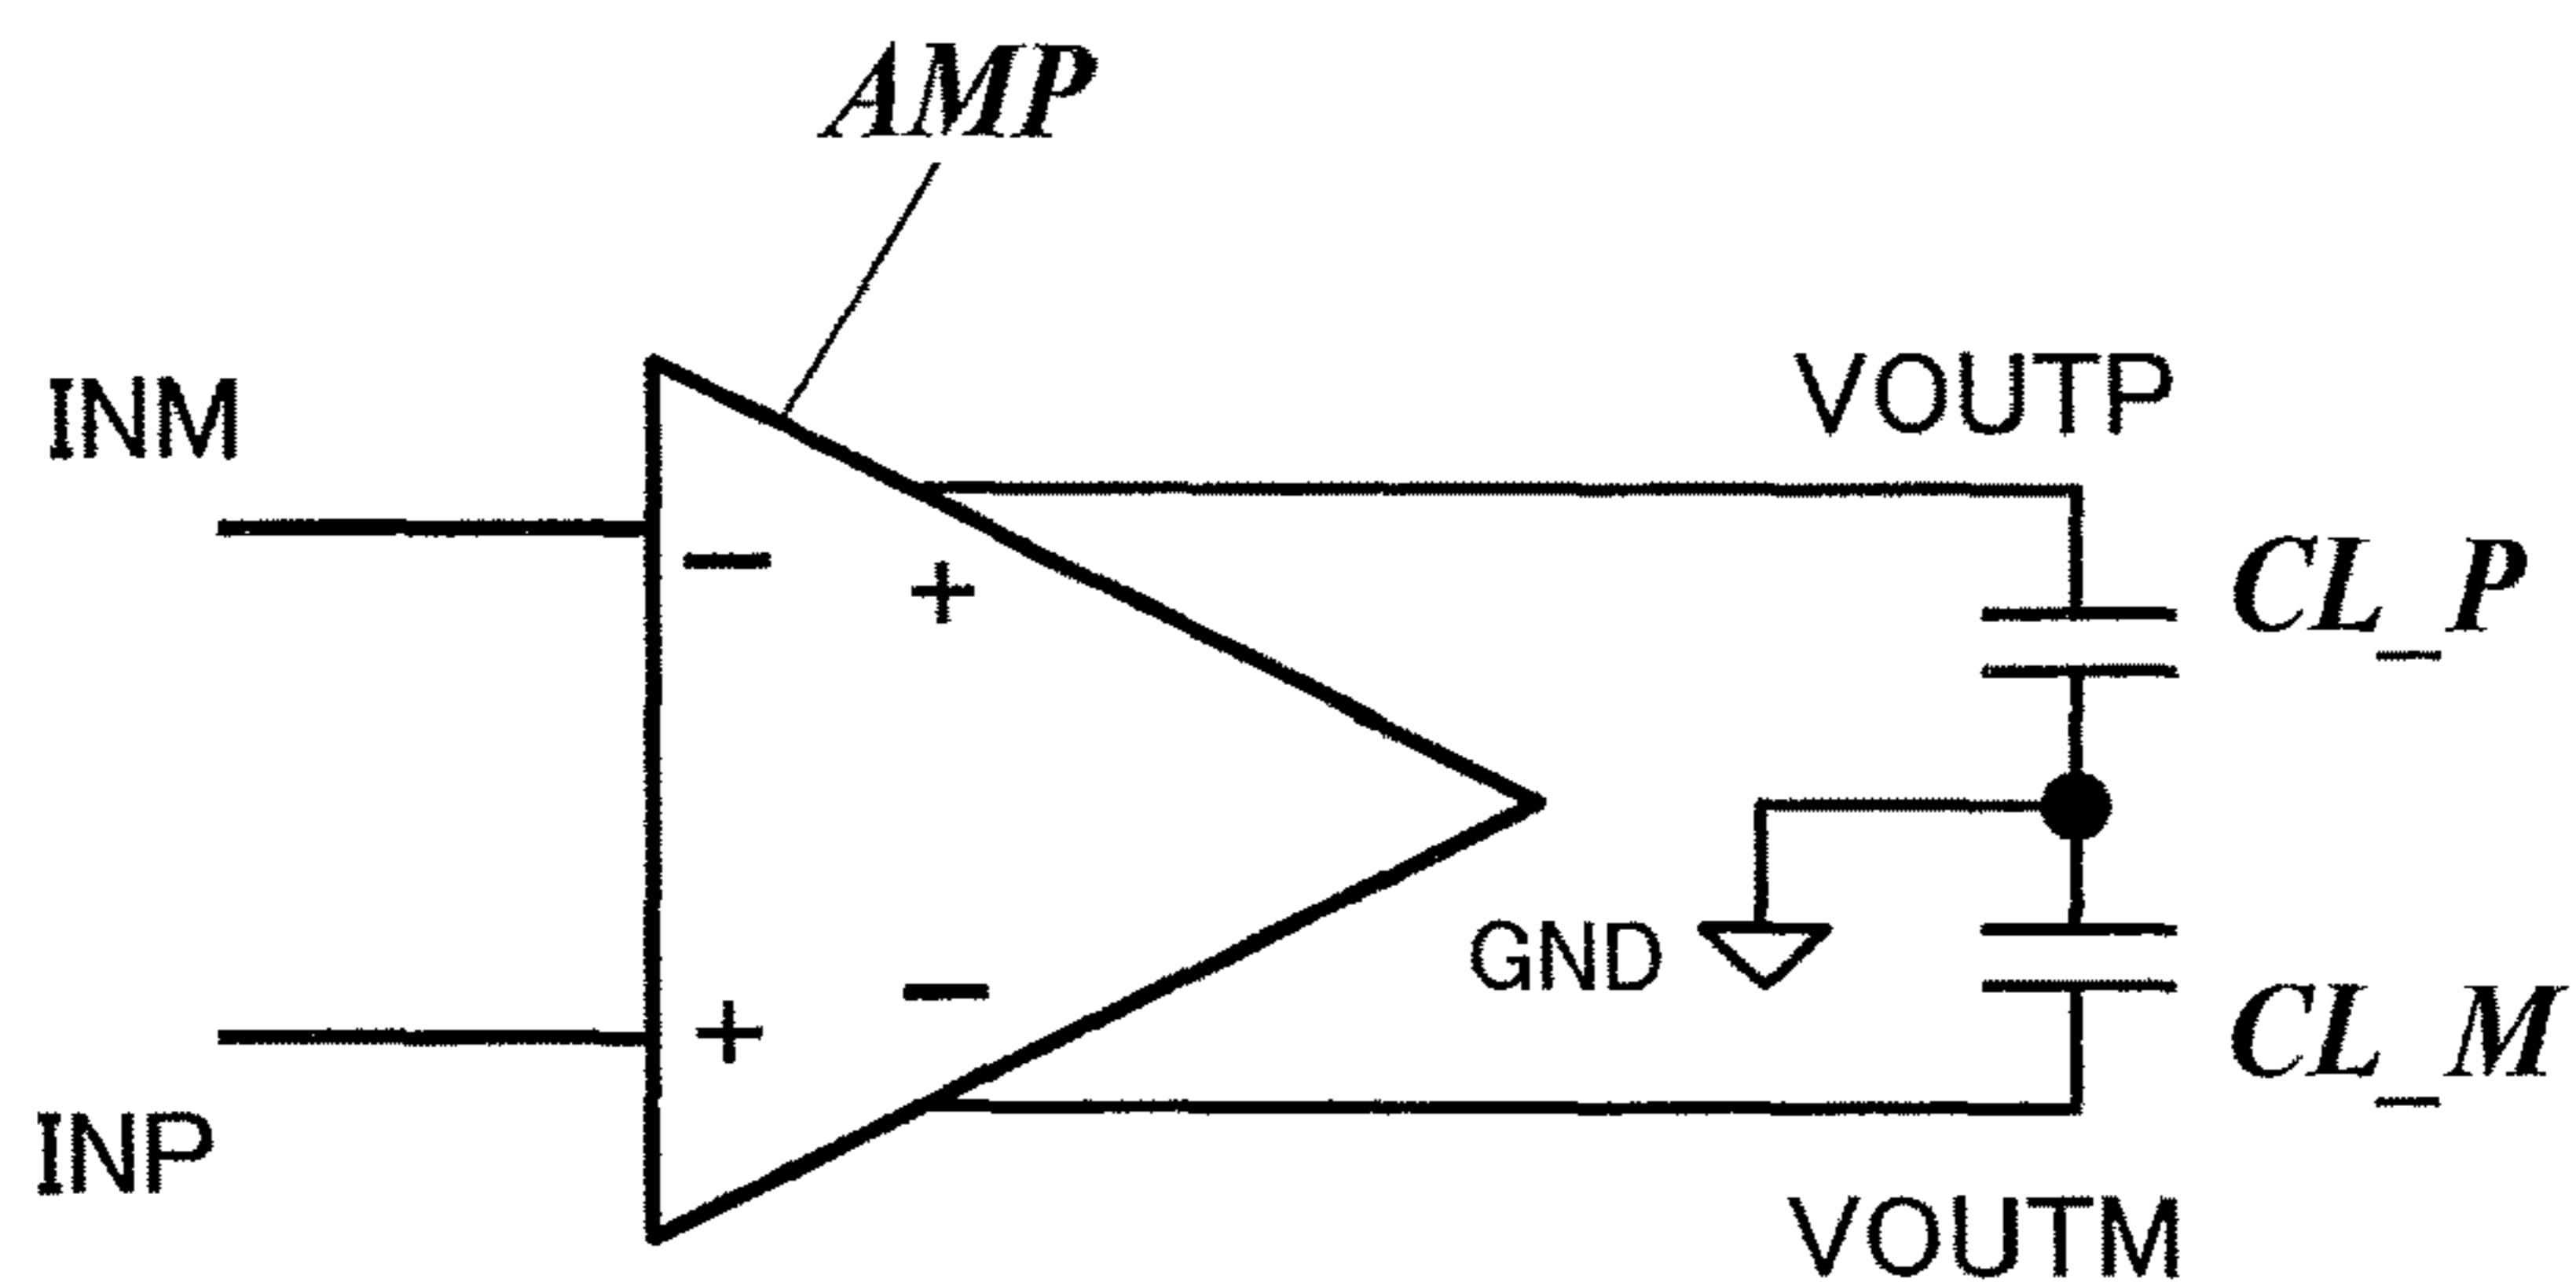 AMP
INM
VOUTP
−
+
CL_P
GND
−
+
CL_M
INP
VOUTM